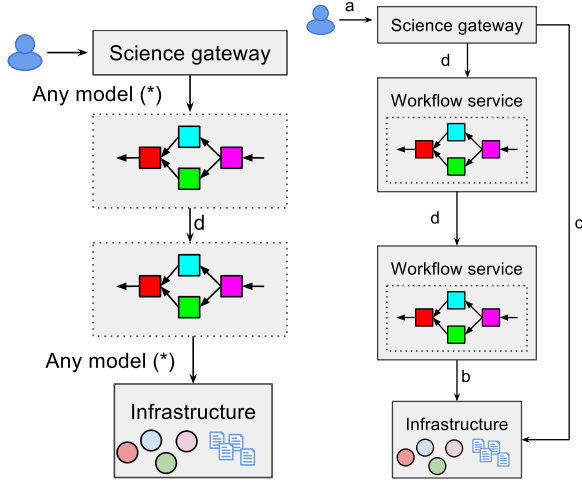 Science gateway
Any model (*)
d
Any model (*)
Infrastructure
a
Science gateway
d
Workflow service
d
c
Workflow service
b
Infrastructure